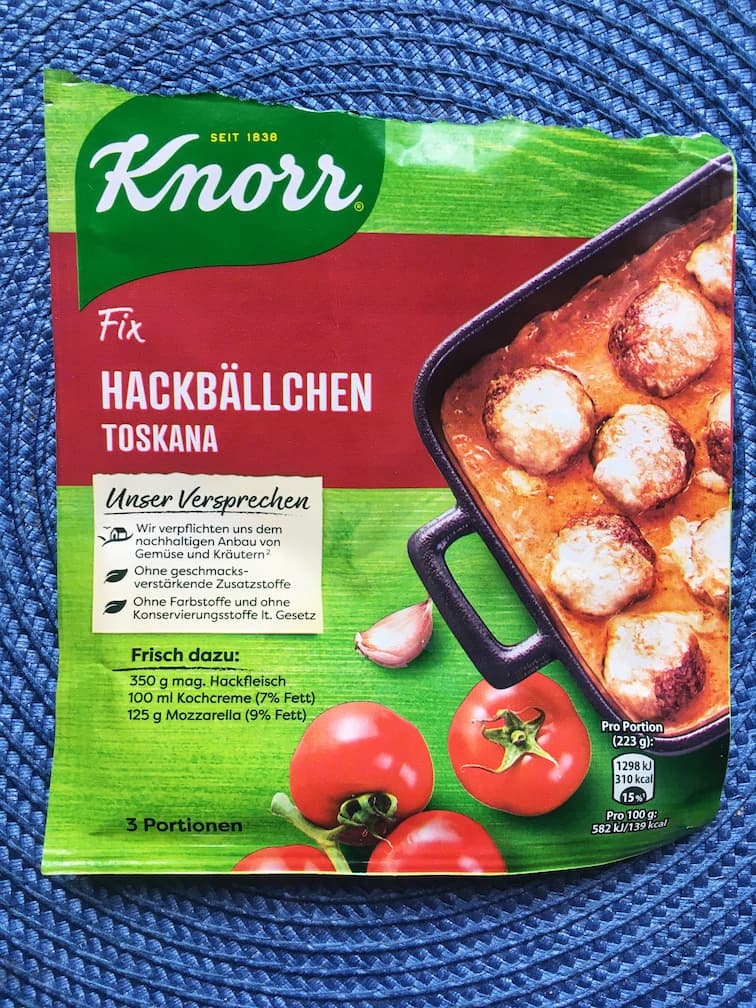 SEIT 1838
Knorr®
Fix
HACKBÄLLCHEN
TOSKANA
Unser Versprechen
Wir verpflichten uns dem
nachhaltigen Anbau von
Gemüse und Kräutern²
Ohne geschmacks-
verstärkende Zusatzstoffe
Ohne Farbstoffe und ohne
Konservierungsstoffe lt. Gesetz
Frisch dazu:
350 g mag. Hackfleisch
100 ml Kochcreme (7% Fett)
125 g Mozzarella (9% Fett)
3 Portionen
Pro Portion
(223 g):
1298 kJ
310 kcal
15%¹
Pro 100 g:
582 kJ/139 kcal